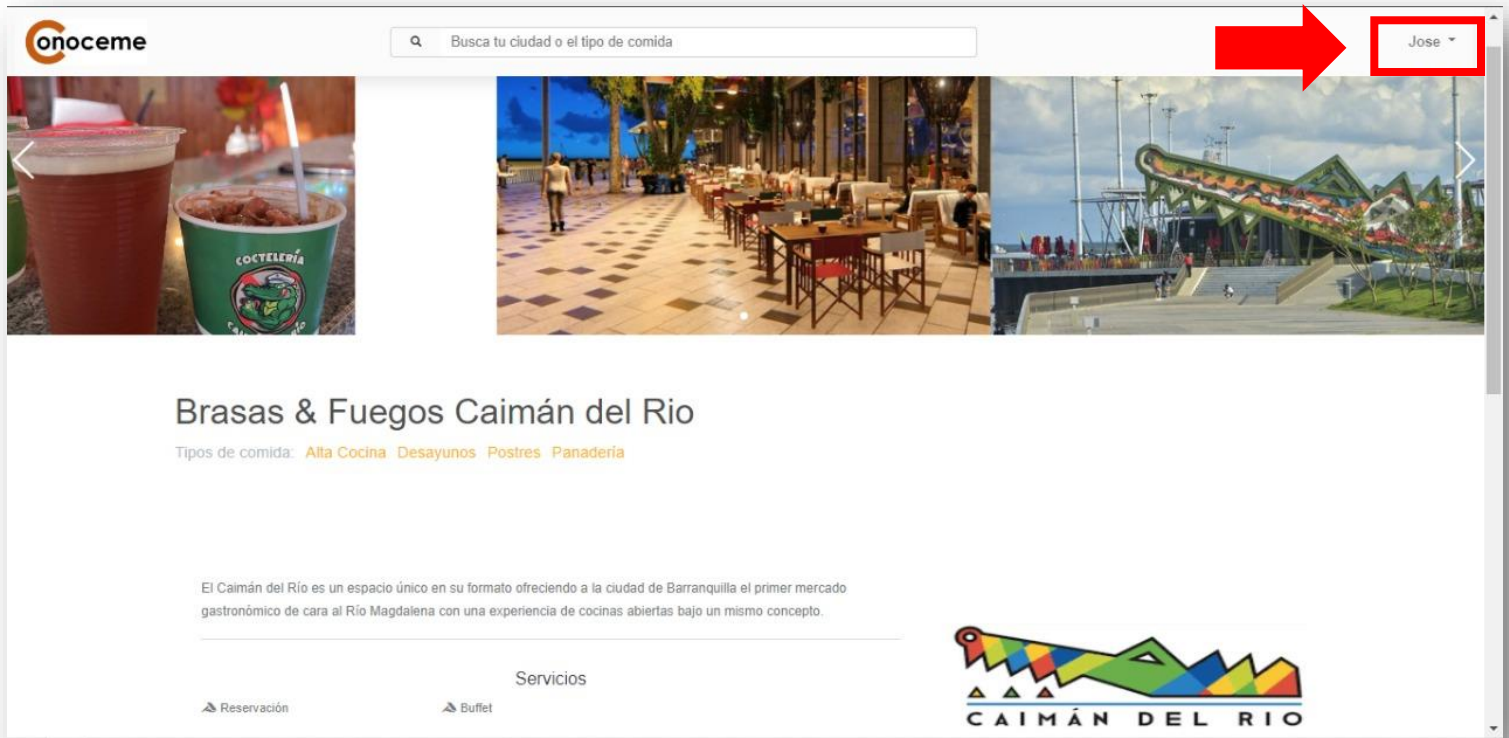 Conoceme
Busca tu ciudad o el tipo de comida
Jose
COCTELERÍA
Brasas & Fuegos Caimán del Rio
Tipos de comida: Alta Cocina Desayunos Postres Panadería
El Caimán del Río es un espacio único en su formato ofreciendo a la ciudad de Barranquilla el primer mercado
gastronómico de cara al Río Magdalena con una experiencia de cocinas abiertas bajo un mismo concepto.
Servicios
Reservación
Buffet
CAIMÁN DEL RIO